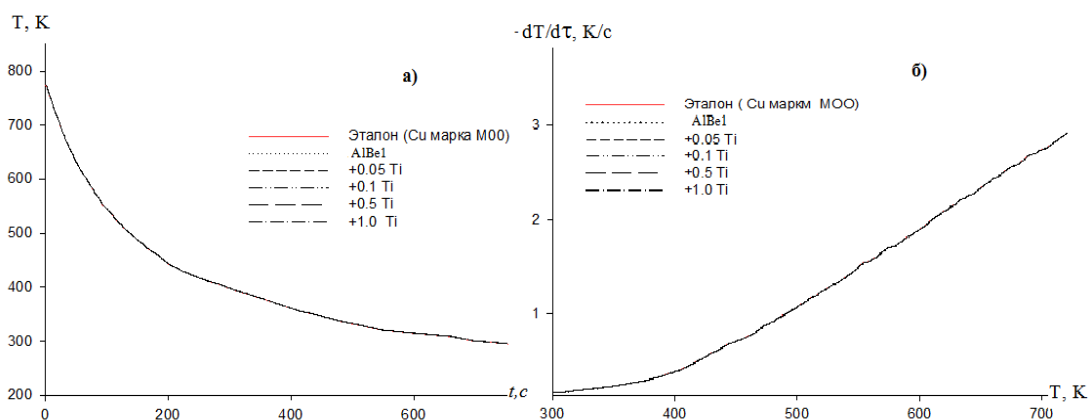 T, K
а)
800
700
600
500
400
300
200
0
200
400
600
t,c
Эталон (Cu марка М00)
AlBe1
+0.05 Ti
+0.1 Ti
+0.5 Ti
+1.0 Ti
- dT/dτ, K/c
б)
3
2
1
300
400
500
600
700
T, K
Эталон ( Cu маркм МОО)
AlBe1
+0.05 Ti
+0.1 Ti
+0.5 Ti
+1.0 Ti